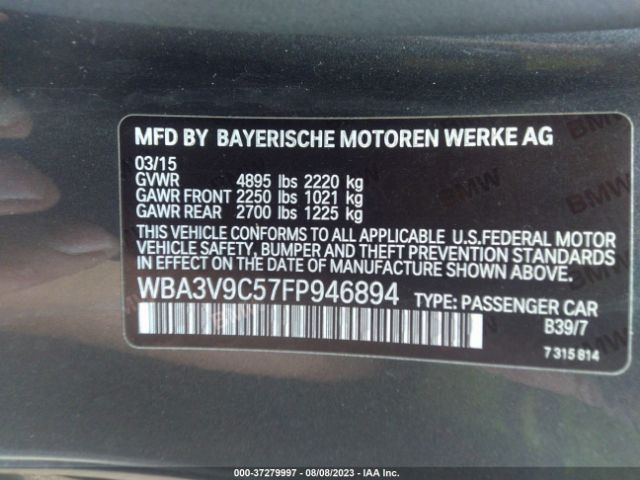 MFD BY BAYERISCHE MOTOREN WERKE AG
03/15
GVWR 4895 lbs 2220 kg
GAWR FRONT 2250 lbs 1021 kg
GAWR REAR 2700 lbs 1225 kg
THIS VEHICLE CONFORMS TO ALL APPLICABLE U.S.FEDERAL MOTOR
VEHICLE SAFETY, BUMPER AND THEFT PREVENTION STANDARDS
IN EFFECT ON THE DATE OF MANUFACTURE SHOWN ABOVE.
WBA3V9C57FP946894 TYPE: PASSENGER CAR
B39/7
7 315 814
000-37279997 - 08/08/2023 - Copyright IAA, LLC.